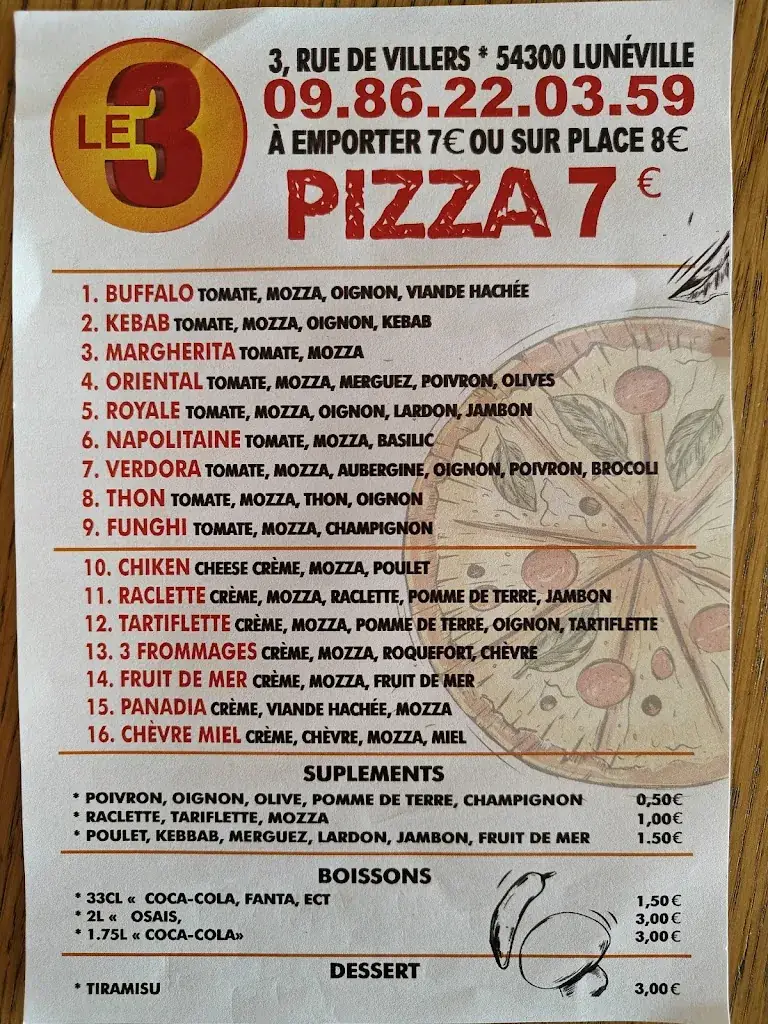 LE 3
3, RUE DE VILLERS * 54300 LUNÉVILLE
09.86.22.03.59
À EMPORTER 7€ OU SUR PLACE 8€
PIZZA 7 €
1. BUFFALO TOMATE, MOZZA, OIGNON, VIANDE HACHÉE
2. KEBAB TOMATE, MOZZA, OIGNON, KEBAB
3. MARGHERITA TOMATE, MOZZA
4. ORIENTAL TOMATE, MOZZA, MERGUEZ, POIVRON, OLIVES
5. ROYALE TOMATE, MOZZA, OIGNON, LARDON, JAMBON
6. NAPOLITAINE TOMATE, MOZZA, BASILIC
7. VERDORA TOMATE, MOZZA, AUBERGINE, OIGNON, POIVRON, BROCOLI
8. THON TOMATE, MOZZA, THON, OIGNON
9. FUNGHI TOMATE, MOZZA, CHAMPIGNON
10. CHIKEN CHEESE CRÈME, MOZZA, POULET
11. RACLETTE CRÈME, MOZZA, RACLETTE, POMME DE TERRE, JAMBON
12. TARTIFLETTE CRÈME, MOZZA, POMME DE TERRE, OIGNON, TARTIFLETTE
13. 3 FROMMAGES CRÈME, MOZZA, ROQUEFORT, CHÈVRE
14. FRUIT DE MER CRÈME, MOZZA, FRUIT DE MER
15. PANADIA CRÈME, VIANDE HACHÉE, MOZZA
16. CHÈVRE MIEL CRÈME, CHÈVRE, MOZZA, MIEL
SUPLEMENTS
* POIVRON, OIGNON, OLIVE, POMME DE TERRE, CHAMPIGNON 0,50€
* RACLETTE, TARIFLETTE, MOZZA 1,00€
* POULET, KEBBAB, MERGUEZ, LARDON, JAMBON, FRUIT DE MER 1.50€
BOISSONS
* 33CL « COCA-COLA, FANTA, ECT 1,50€
* 2L « OSAIS, 3,00€
* 1.75L « COCA-COLA» 3,00€
DESSERT
* TIRAMISU 3,00€